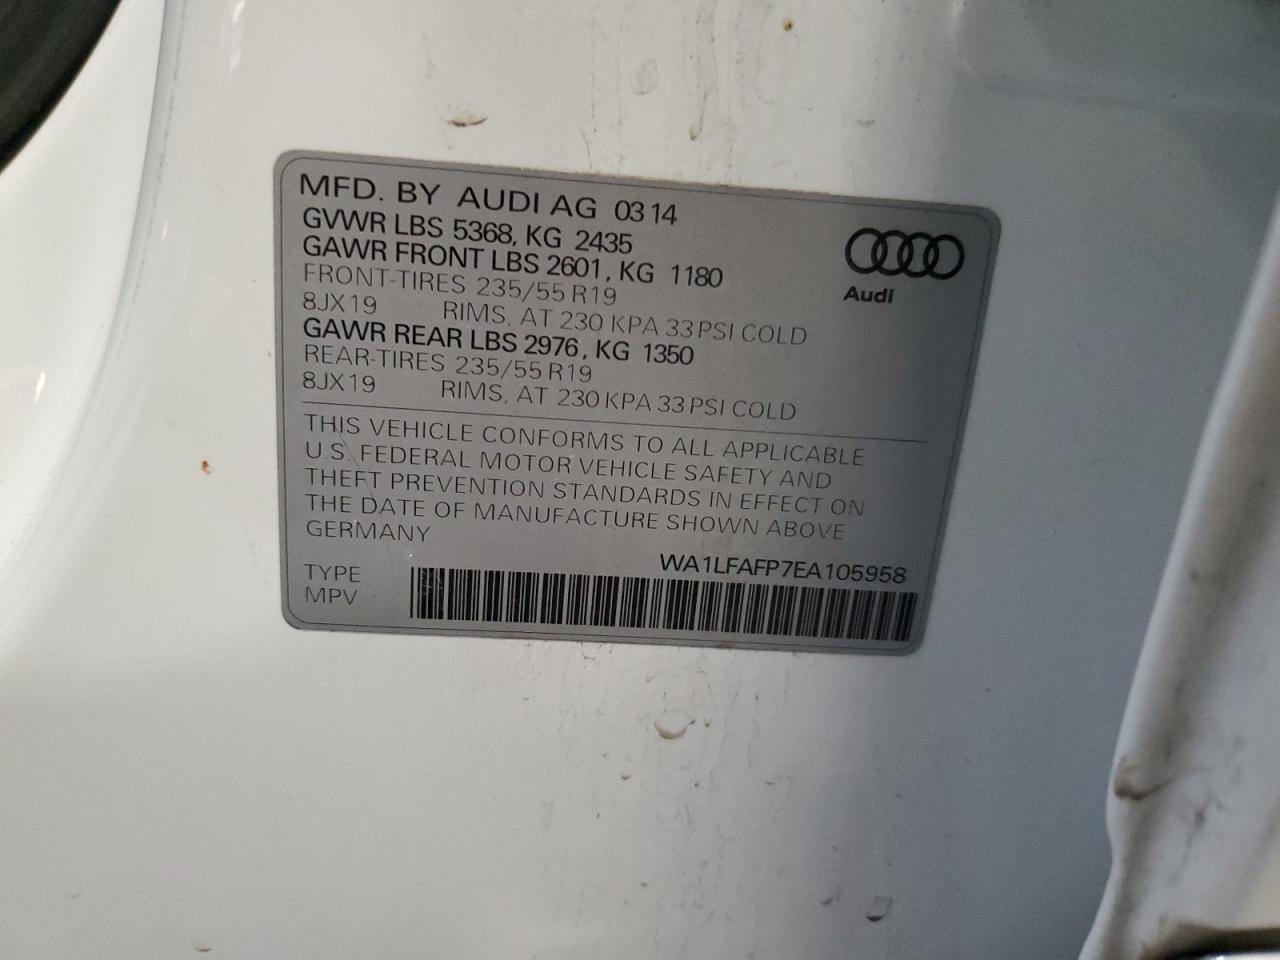 MFD. BY AUDI AG 03 14
GVWR LBS 5368, KG 2435
GAWR FRONT LBS 2601, KG 1180
FRONT-TIRES 235/55 R19
8JX19 RIMS, AT 230 KPA 33 PSI COLD
GAWR REAR LBS 2976, KG 1350
REAR-TIRES 235/55 R19
8JX19 RIMS, AT 230 KPA 33 PSI COLD
Audi
THIS VEHICLE CONFORMS TO ALL APPLICABLE
U.S. FEDERAL MOTOR VEHICLE SAFETY AND
THEFT PREVENTION STANDARDS IN EFFECT ON
THE DATE OF MANUFACTURE SHOWN ABOVE
GERMANY
WA1LFAFP7EA105958
TYPE
MPV